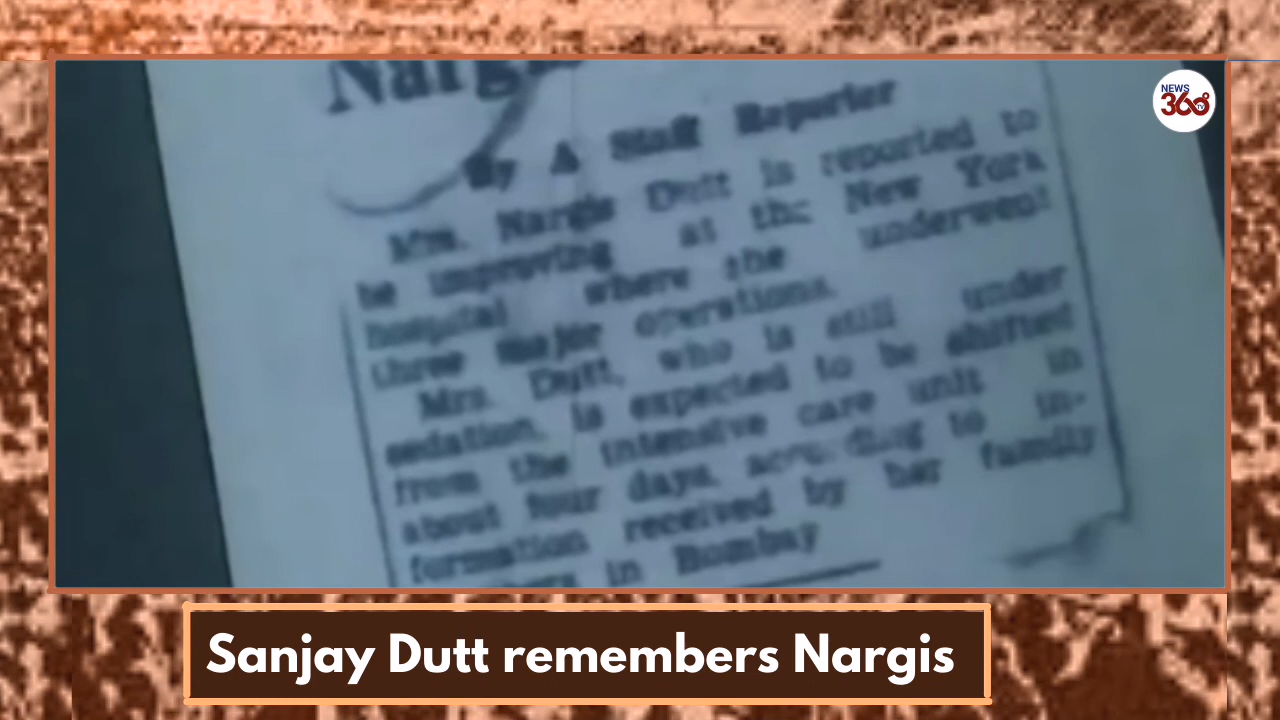 NEWS
360°
TV
Nargis
By A Staff Reporter
Mrs. Nargis Dutt is reported to
be improving at the New York
hospital where she underwent
three major operations.
Mrs. Dutt, who is still under
sedation, is expected to be shifted
from the intensive care unit in
about four days, according to in-
formation received by her family
in Bombay
Sanjay Dutt remembers Nargis